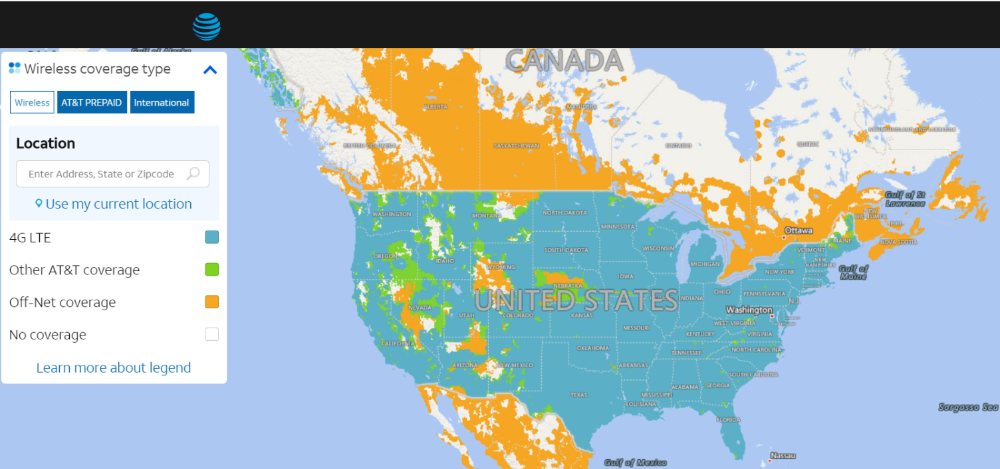 Gulf of Alaska
CANADA
Wireless coverage type
Wireless
AT&T PREPAID
International
Location
Enter Address, State or Zipcode
Use my current location
4G LTE
Other AT&T coverage
Off-Net coverage
No coverage
Learn more about legend
ALBERTA
MANITOBA
NEWFOUNDLAND AND LABRADOR
BRITISH COLUMBIA
SASKATCHEWAN
ONTARIO
QUEBEC
Gulf of St
Lawrence
NEW
BRUNSWICK
P.E.I.
WASHINGTON
MONTANA
NORTH DAKOTA
MINNESOTA
Ottawa
MAINE
NOVA SCOTIA
OREGON
IDAHO
SOUTH DAKOTA
WISCONSIN
VERMONT
NEW
HAMPSHIRE
WYOMING
MICHIGAN
NEW YORK
Gulf of
Maine
IOWA
NEBRASKA
UNITED STATES
INDIANA
OHIO
PENNSYLVANIA
N.J.
NEVADA
UTAH
COLORADO
KANSAS
Washington
MISSOURI
WEST VIRGINIA
KENTUCKY
VIRGINIA
CALIFORNIA
OKLAHOMA
TENNESSEE
NORTH CAROLINA
ARIZONA
NEW MEXICO
ARKANSAS
SOUTH CAROLINA
ALABAMA
GEORGIA
TEXAS
MISSISSIPPI
LOUISIANA
Sargasso Sea
FLORIDA
Nassau
Gulf of Mexico